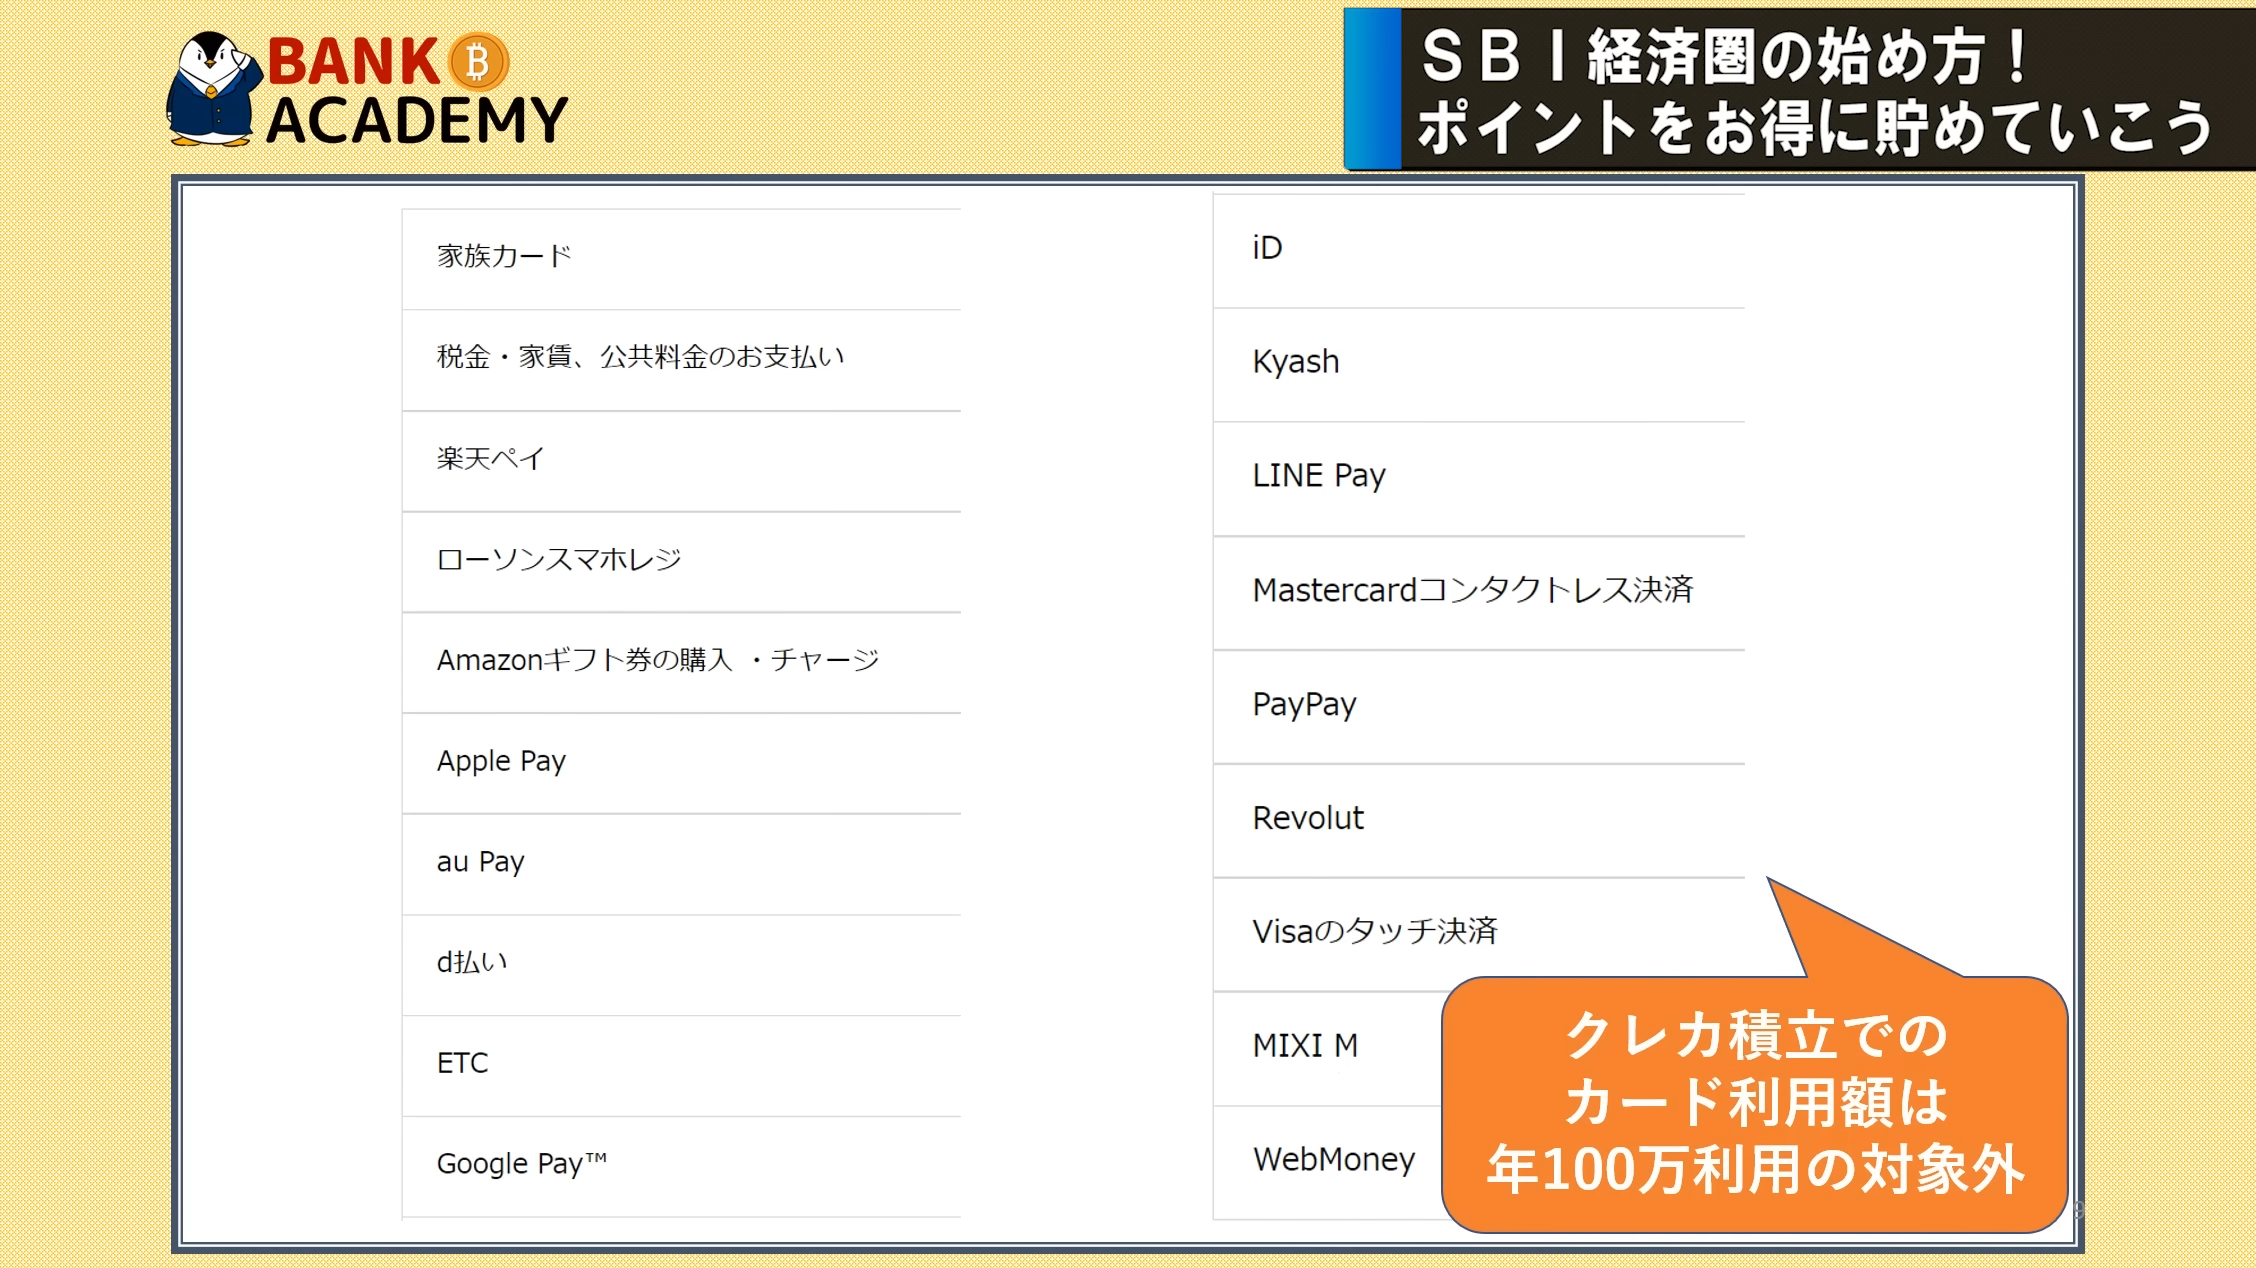 BANK
ACADEMY
SBI経済圏の始め方！
ポイントをお得に貯めていこう
家族カード
税金・家賃、公共料金のお支払い
楽天ペイ
ローソンスマホレジ
Amazonギフト券の購入 ・チャージ
Apple Pay
au Pay
d払い
ETC
Google Pay™
iD
Kyash
LINE Pay
Mastercardコンタクトレス決済
PayPay
Revolut
Visaのタッチ決済
MIXI M
WebMoney
クレカ積立での
カード利用額は
年100万利用の対象外
9